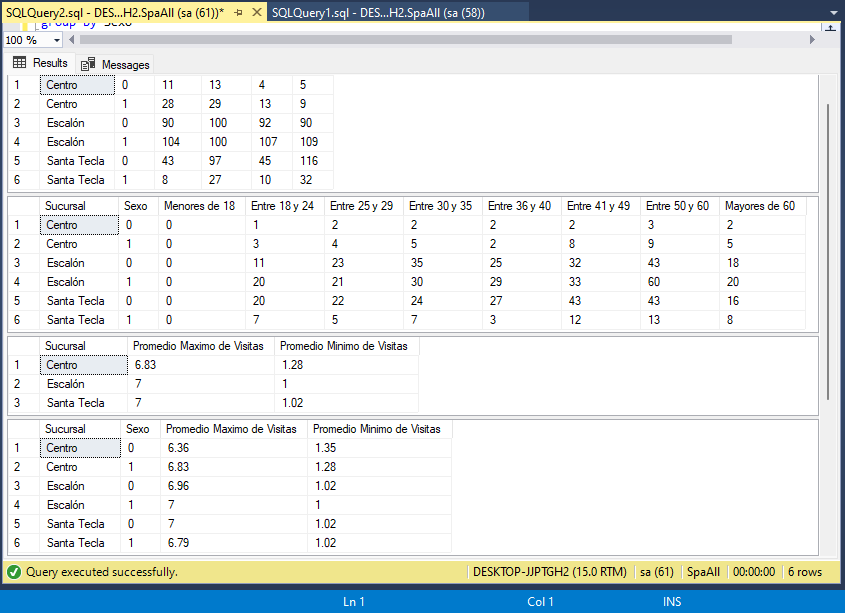 SQLQuery2.sql - DES...H2.SpaAll (sa (61))* SQLQuery1.sql - DES...H2.SpaAll (sa (58))
group by Sexo
100 %
Results Messages
1 Centro 0 11 13 4 5
2 Centro 1 28 29 13 9
3 Escalón 0 90 100 92 90
4 Escalón 1 104 100 107 109
5 Santa Tecla 0 43 97 45 116
6 Santa Tecla 1 8 27 10 32
Sucursal Sexo Menores de 18 Entre 18 y 24 Entre 25 y 29 Entre 30 y 35 Entre 36 y 40 Entre 41 y 49 Entre 50 y 60 Mayores de 60
1 Centro 0 0 1 2 2 2 2 3 2
2 Centro 1 0 3 4 5 2 8 9 5
3 Escalón 0 0 11 23 35 25 32 43 18
4 Escalón 1 0 20 21 30 29 33 60 20
5 Santa Tecla 0 0 20 22 24 27 43 43 16
6 Santa Tecla 1 0 7 5 7 3 12 13 8
Sucursal Promedio Maximo de Visitas Promedio Minimo de Visitas
1 Centro 6.83 1.28
2 Escalón 7 1
3 Santa Tecla 7 1.02
Sucursal Sexo Promedio Maximo de Visitas Promedio Minimo de Visitas
1 Centro 0 6.36 1.35
2 Centro 1 6.83 1.28
3 Escalón 0 6.96 1.02
4 Escalón 1 7 1
5 Santa Tecla 0 7 1.02
6 Santa Tecla 1 6.79 1.02
Query executed successfully. DESKTOP-JJPTGH2 (15.0 RTM) sa (61) SpaAll 00:00:00 6 rows
Ln 1 Col 1 INS